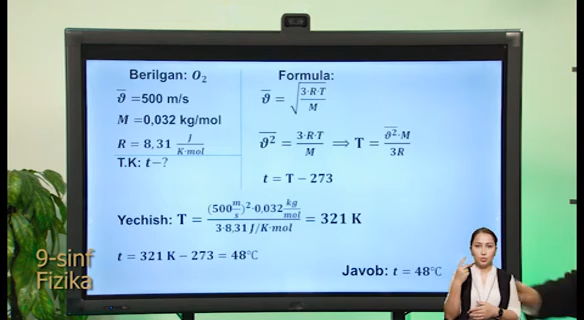 Berilgan: O₂
ϑ̅ =500 m/s
M =0,032 kg/mol
R = 8,31 J/K·mol
T.K: t–?
Formula:
ϑ̅ = √(3·R·T/M)
ϑ̅² = 3·R·T/M ⟹ T = ϑ̅²·M/3R
t = T – 273
Yechish: T = (500 m/s)²·0,032 kg/mol / 3·8,31 J/K·mol = 321 K
t = 321 K – 273 = 48℃
Javob: t = 48℃
9-sinf
Fizika